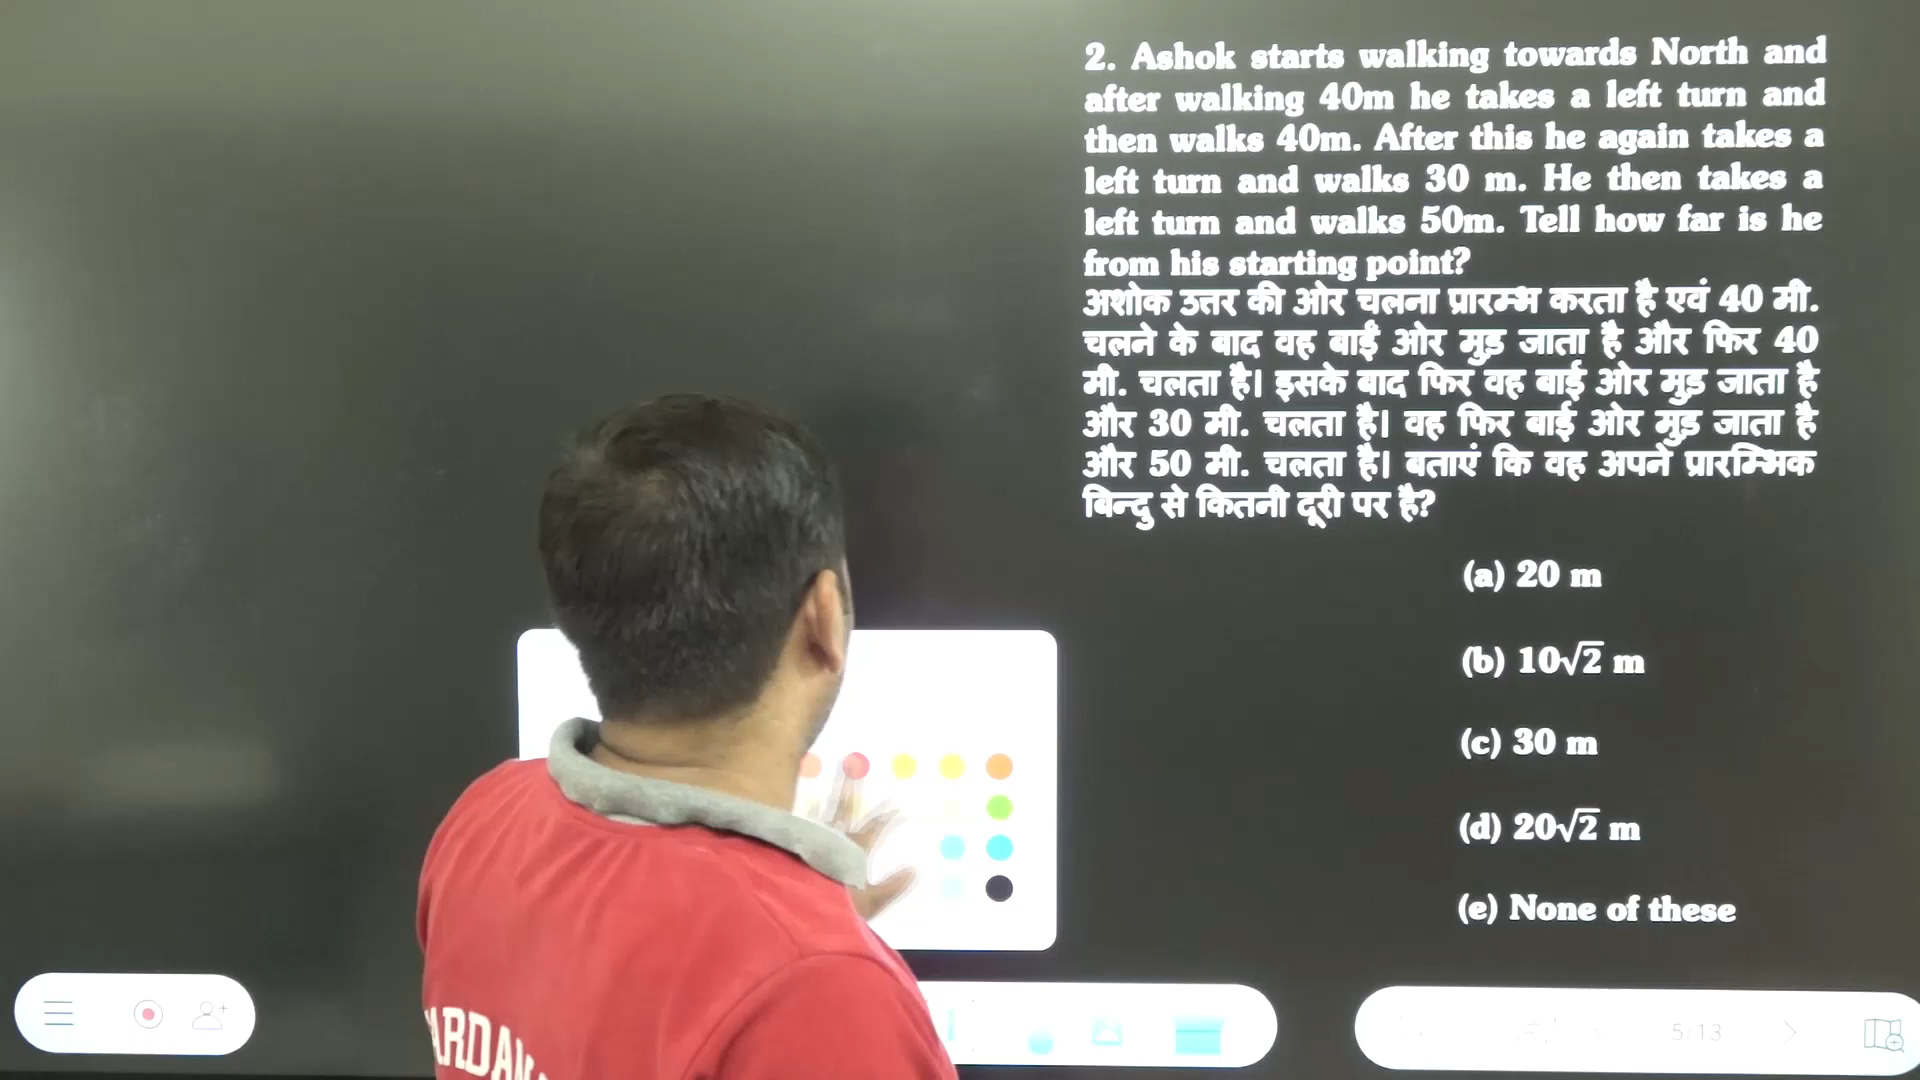 2. Ashok starts walking towards North and
after walking 40m he takes a left turn and
then walks 40m. After this he again takes a
left turn and walks 30 m. He then takes a
left turn and walks 50m. Tell how far is he
from his starting point?
अशोक उत्तर की ओर चलना प्रारम्भ करता है एवं 40 मी.
चलने के बाद वह बाईं ओर मुड़ जाता है और फिर 40
मी. चलता है। इसके बाद फिर वह बाई ओर मुड़ जाता है
और 30 मी. चलता है। वह फिर बाई ओर मुड़ जाता है
और 50 मी. चलता है। बताएं कि वह अपने प्रारम्भिक
बिन्दु से कितनी दूरी पर है?
(a) 20 m
(b) 10√2 m
(c) 30 m
(d) 20√2 m
(e) None of these
5/13